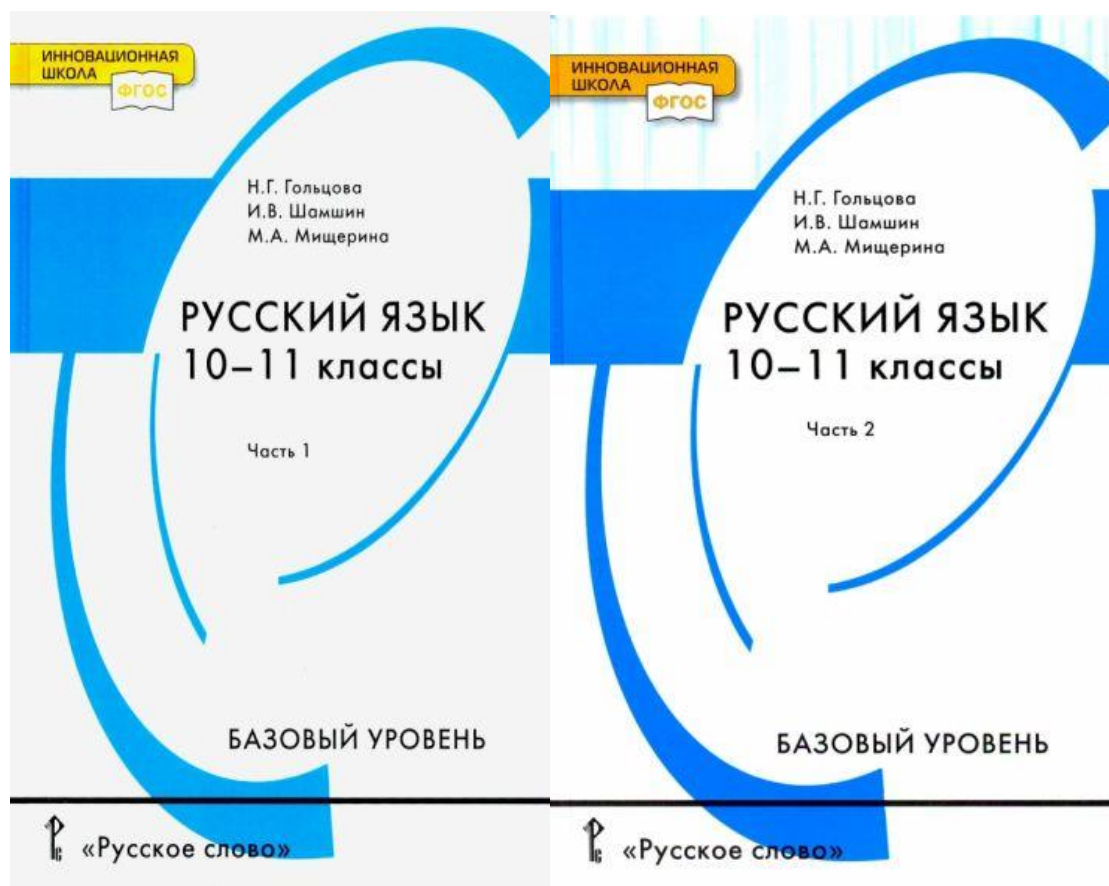 ИННОВАЦИОННАЯ
ШКОЛА
ФГОС
Н.Г. Гольцова
И.В. Шамшин
М.А. Мищерина
РУССКИЙ ЯЗЫК
10–11 классы
Часть 1
БАЗОВЫЙ УРОВЕНЬ
«Русское слово»
ИННОВАЦИОННАЯ
ШКОЛА
ФГОС
Н.Г. Гольцова
И.В. Шамшин
М.А. Мищерина
РУССКИЙ ЯЗЫК
10–11 классы
Часть 2
БАЗОВЫЙ УРОВЕНЬ
«Русское слово»